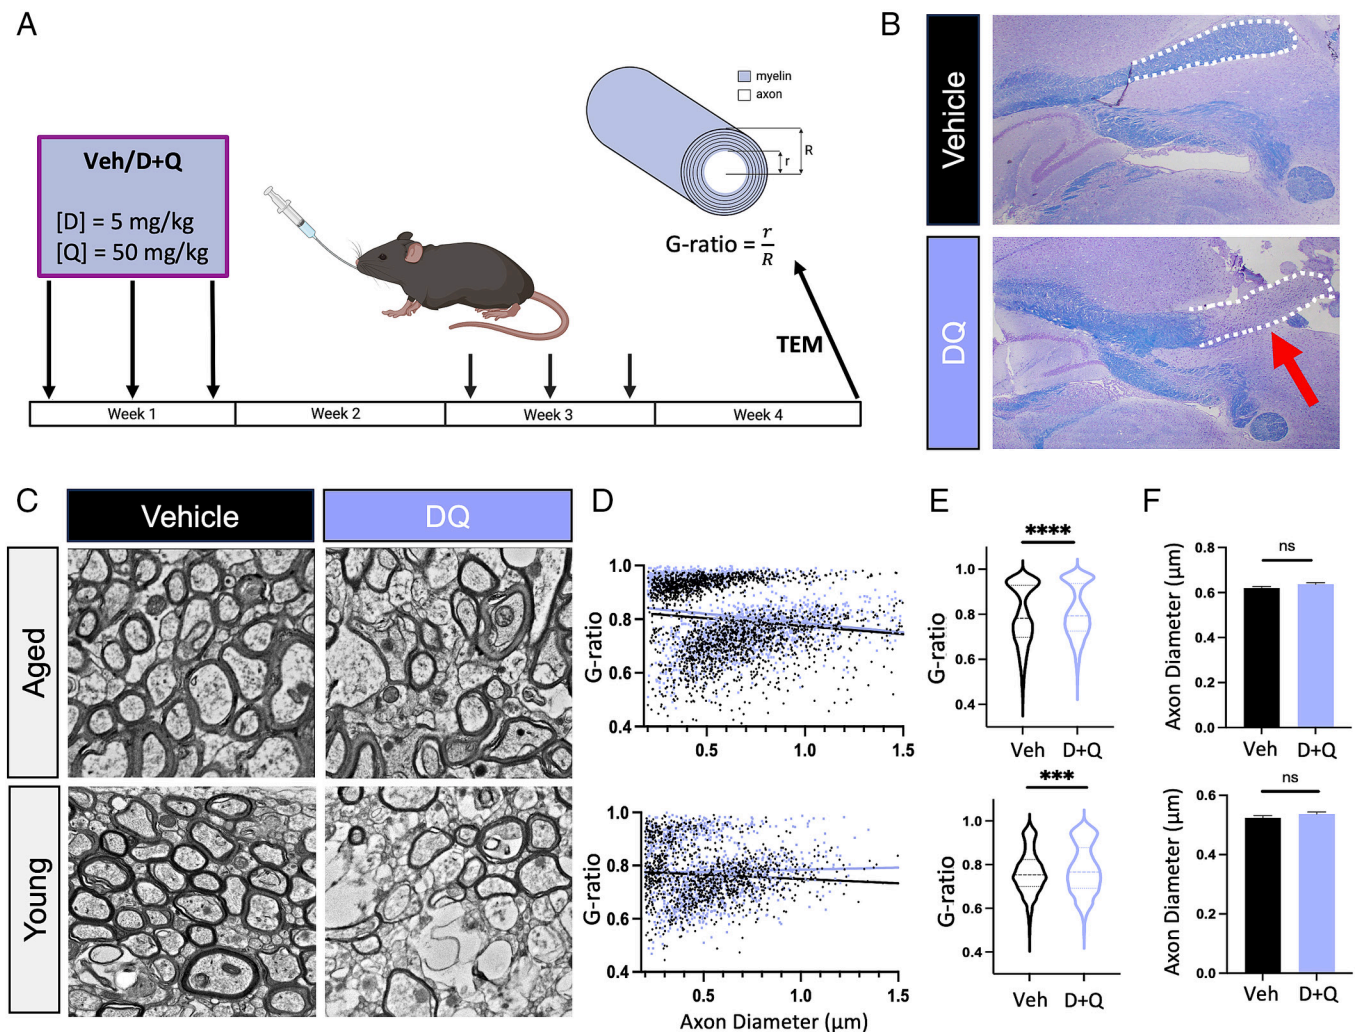 A
Veh/D+Q
[D] = 5 mg/kg
[Q] = 50 mg/kg
myelin
axon
r
R
G-ratio = r/R
TEM
Week 1
Week 2
Week 3
Week 4
B
Vehicle
DQ
C
Vehicle
DQ
Aged
Young
D
G-ratio
1.0
0.8
0.6
0.4
0.5
1.0
1.5
G-ratio
1.0
0.8
0.6
0.4
0.5
1.0
1.5
Axon Diameter (μm)
E
****
G-ratio
1.0
0.8
0.6
0.4
Veh
D+Q
***
G-ratio
1.0
0.8
0.6
0.4
Veh
D+Q
F
ns
Axon Diameter (μm)
0.8
0.6
0.4
0.2
0.0
Veh
D+Q
ns
Axon Diameter (μm)
0.6
0.4
0.2
0.0
Veh
D+Q